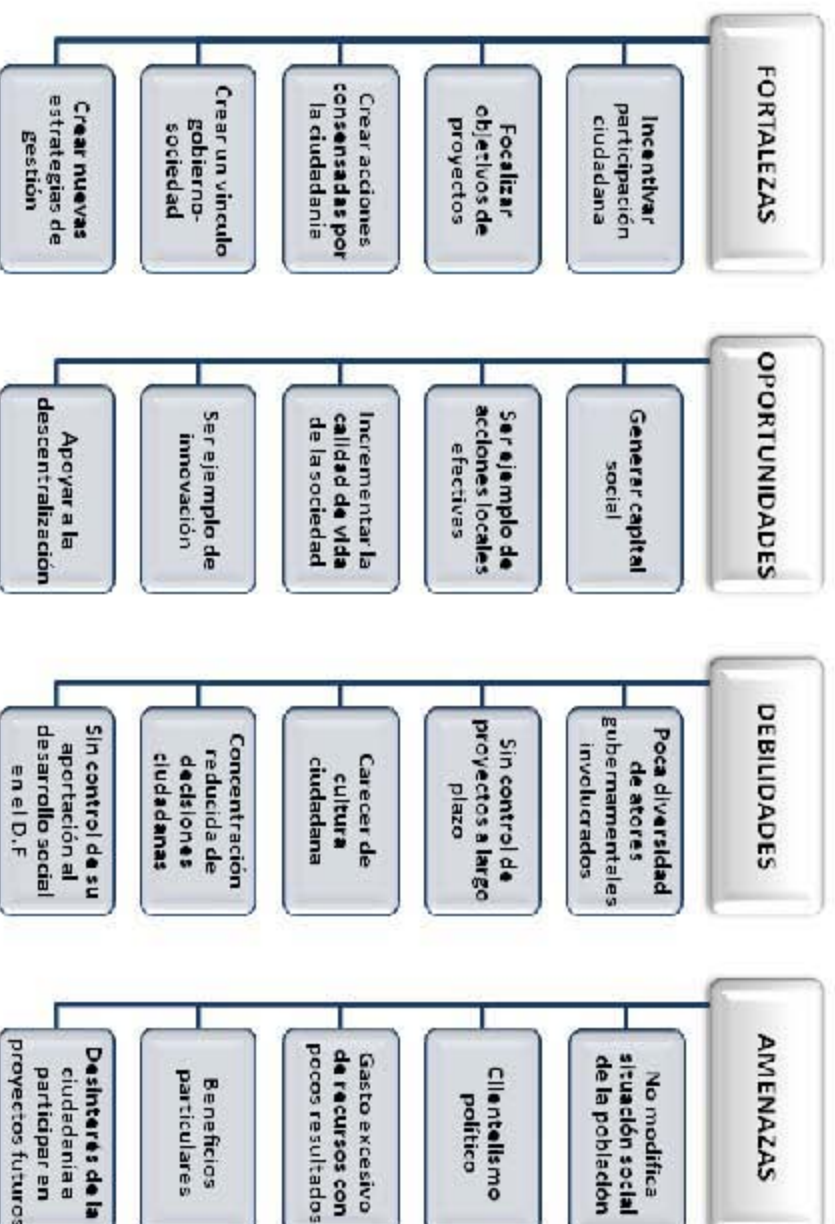 FORTALEZAS
Incentivar
participación
ciudadana
Focalizar
objetivos de
proyectos
Crear acciones
consensadas por
la ciudadanía
Crear un vinculo
gobierno-
sociedad
Crear nuevas
estrategias de
gestión
OPORTUNIDADES
Generar capital
social
Ser ejemplo de
acciones locales
efectivas
Incrementar la
calidad de vida
de la sociedad
Ser ejemplo de
innovación
Apoyar a la
descentralización
DEBILIDADES
Poca diversidad
de atores
gubernamentales
involucrados
Sin control de
proyectos a largo
plazo
Carecer de
cultura
ciudadana
Concentración
reducida de
decisiones
ciudadanas
Sin control de su
aportación al
desarrollo social
en el D.F
AMENAZAS
No modifica
situación social
de la población
Clientelismo
político
Gasto excesivo
de recursos con
pocos resultados
Beneficios
particulares
Desinterés de la
ciudadanía a
participar en
proyectos futuros